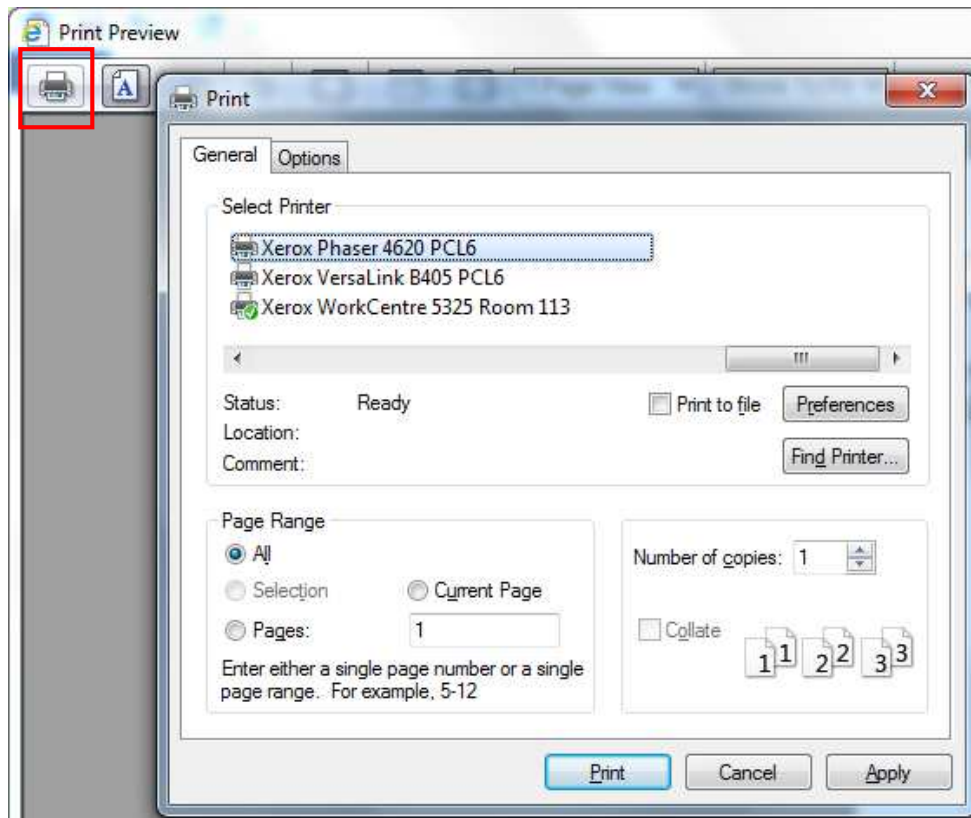 Print Preview
A
Print
General Options
Select Printer
Xerox Phaser 4620 PCL6
Xerox VersaLink B405 PCL6
Xerox WorkCentre 5325 Room 113
Status: Ready Print to file Preferences
Location:
Comment: Find Printer...
Page Range
All Number of copies: 1
Selection Current Page
Pages: 1 Collate
1 1 2 2 3 3
Enter either a single page number or a single
page range. For example, 5-12
Print Cancel Apply